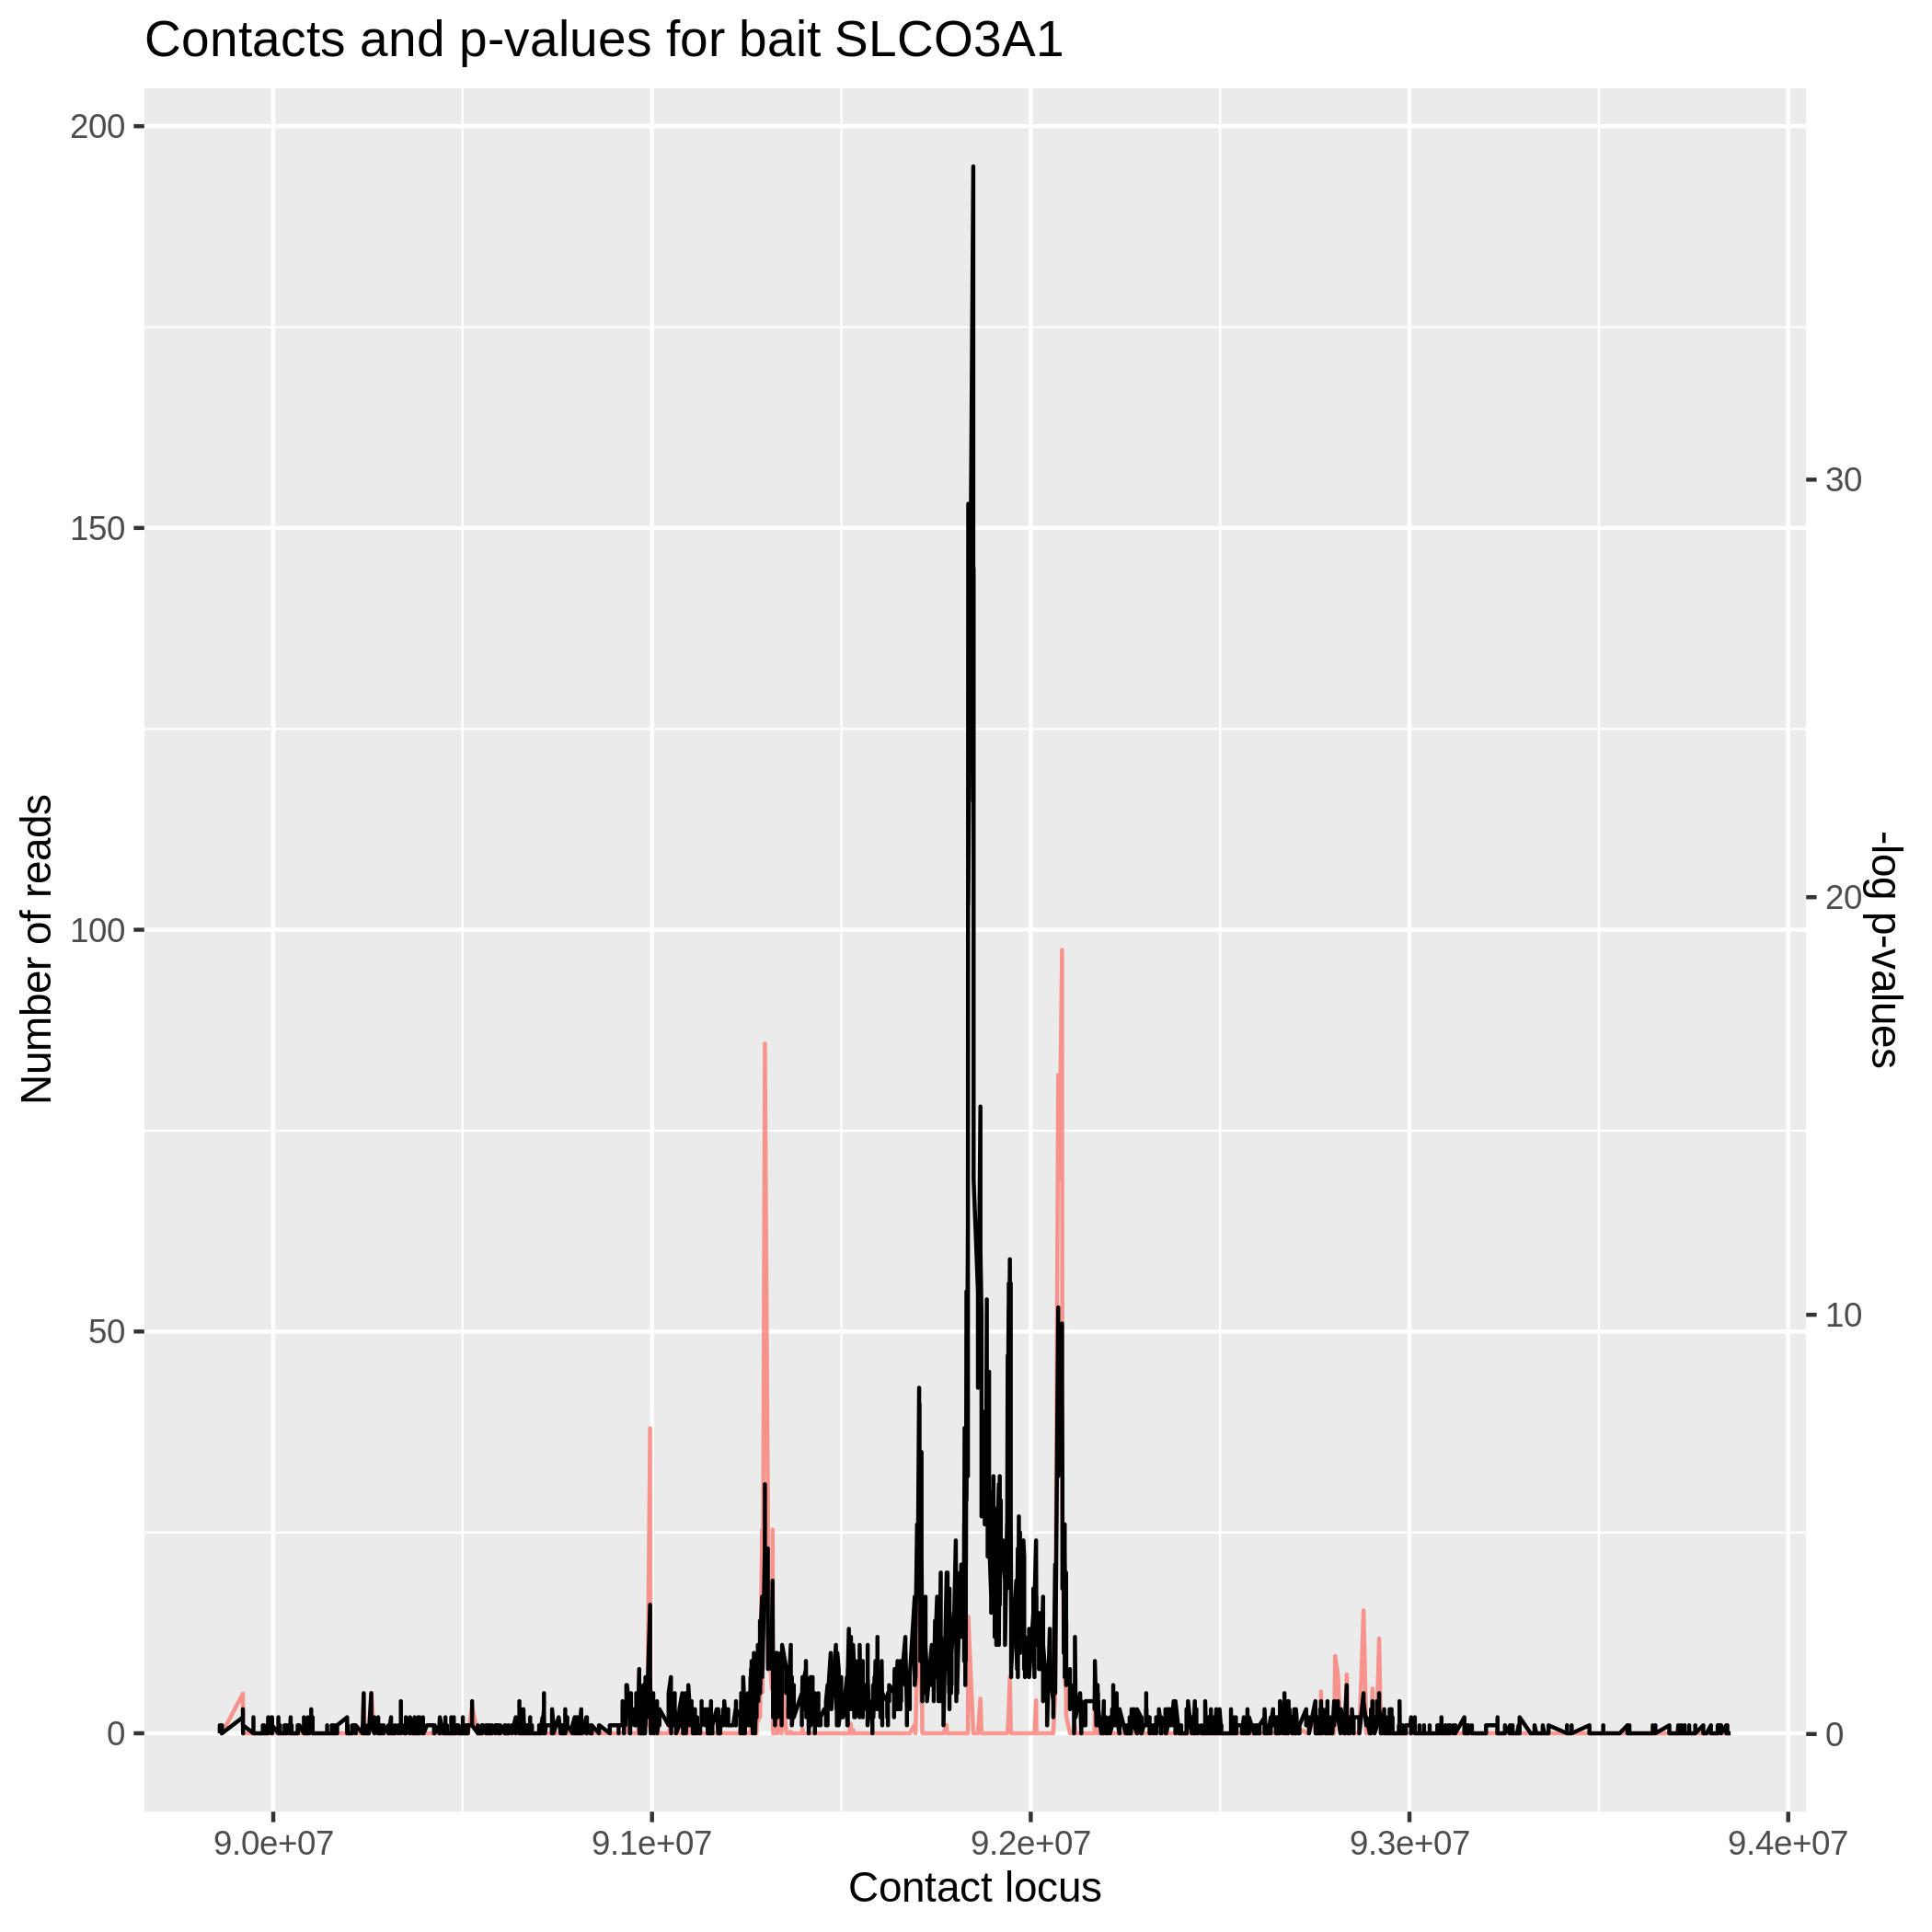 Contacts and p-values for bait SLCO3A1
200
150
100
50
0
Number of reads
30
20
10
0
-log p-values
9.0e+07 9.1e+07 9.2e+07 9.3e+07 9.4e+07
Contact locus